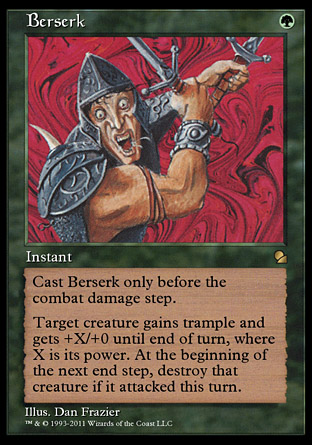 Berserk
Instant
Cast Berserk only before the
combat damage step.
Target creature gains trample and
gets +X/+0 until end of turn, where
X is its power. At the beginning of
the next end step, destroy that
creature if it attacked this turn.
Illus. Dan Frazier
™ & © 1993-2011 Wizards of the Coast LLC